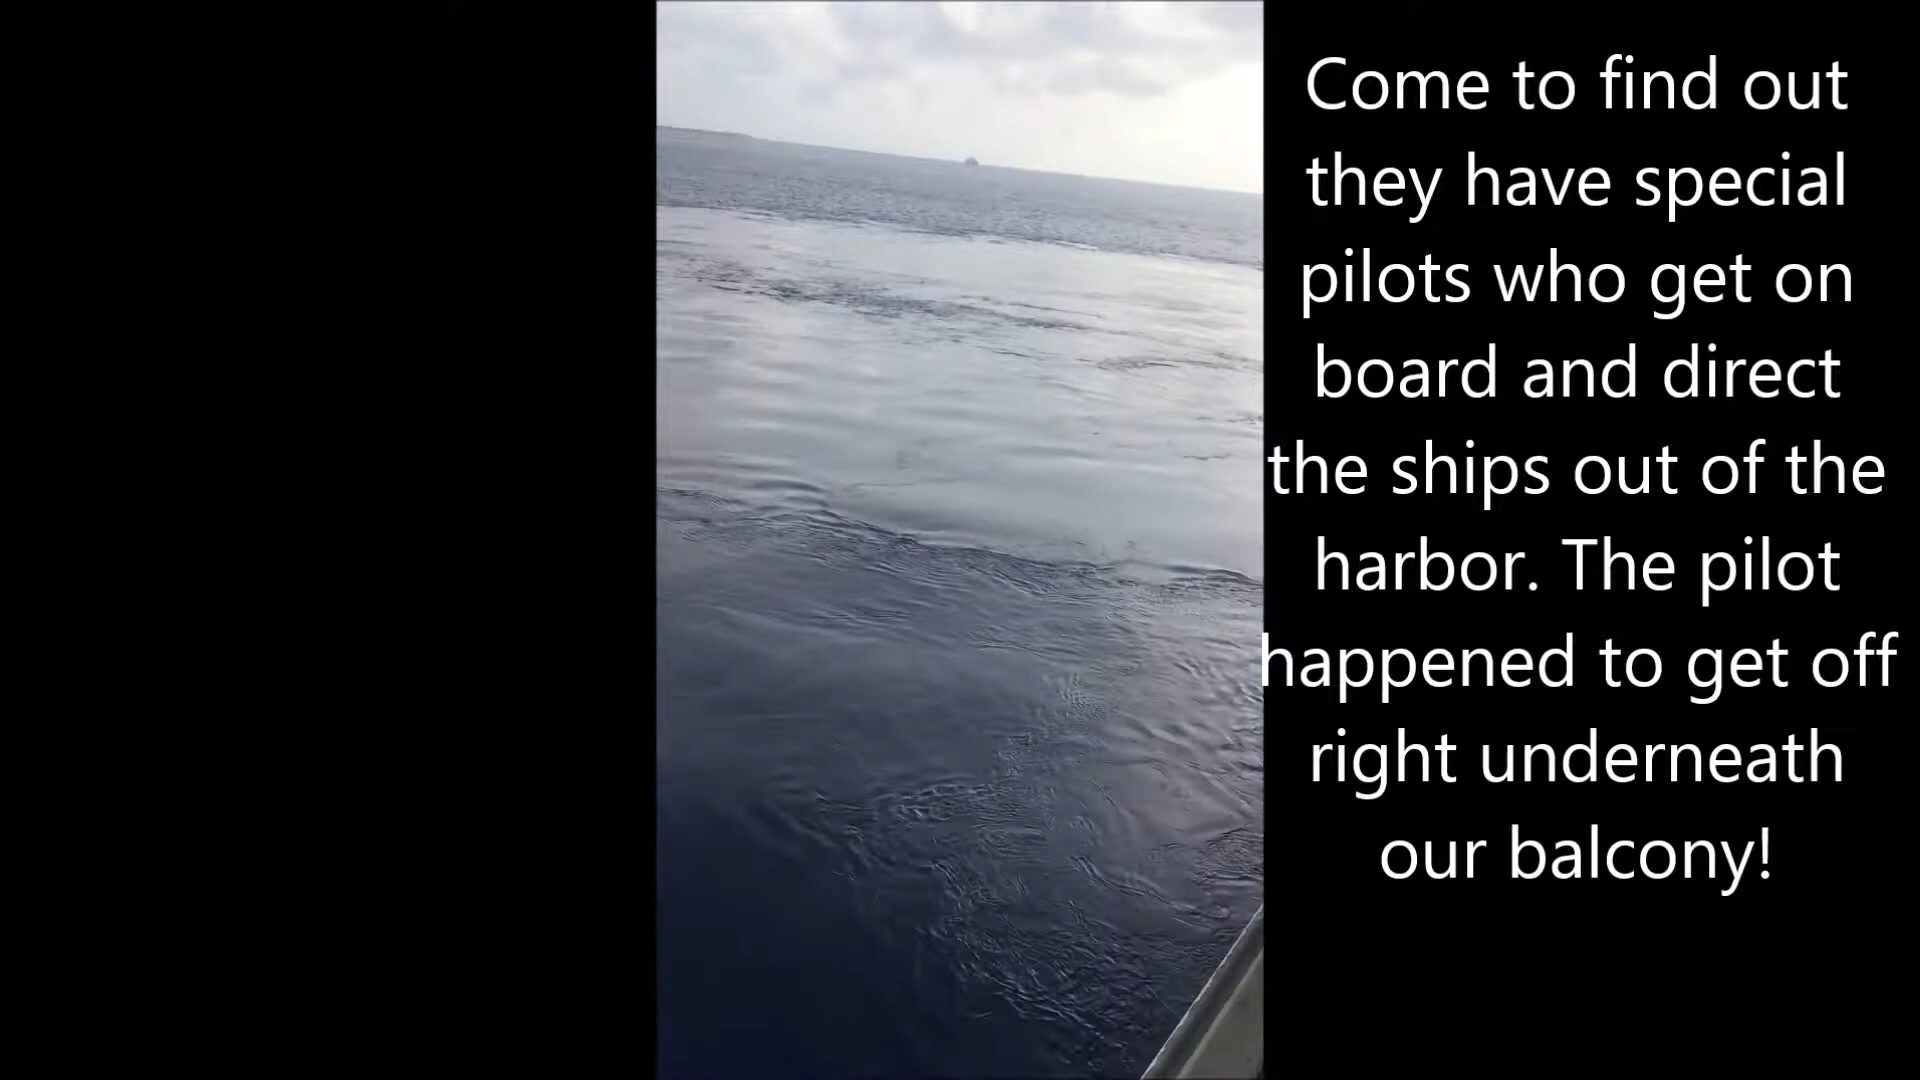 Come to find out
they have special
pilots who get on
board and direct
the ships out of the
harbor. The pilot
happened to get off
right underneath
our balcony!